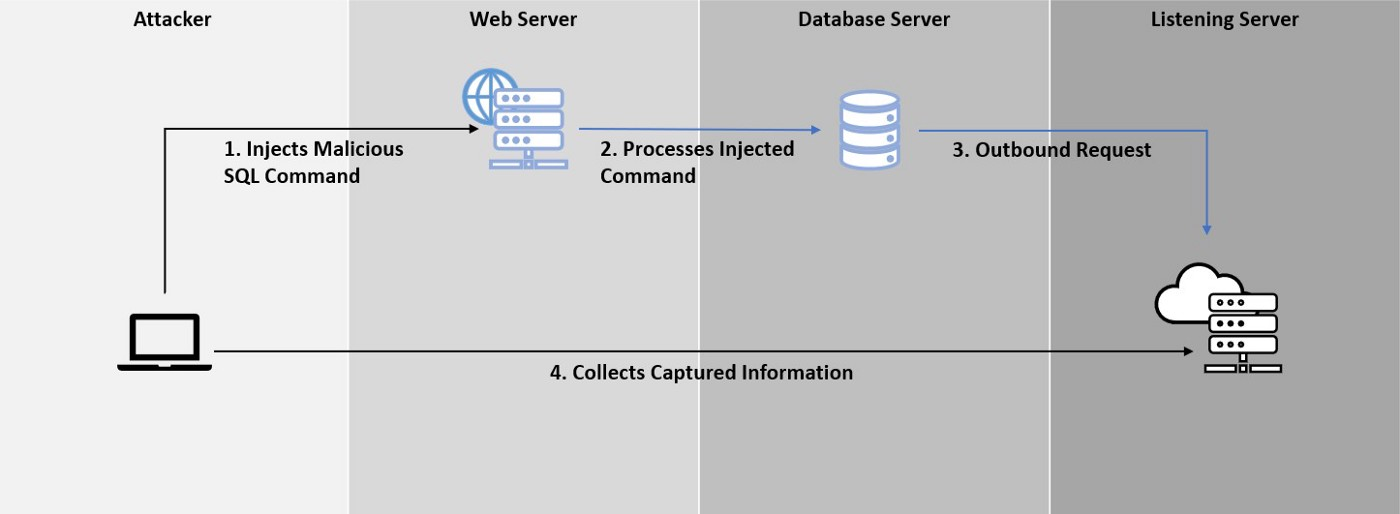 Attacker
Web Server
Database Server
Listening Server
1. Injects Malicious
SQL Command
2. Processes Injected
Command
3. Outbound Request
4. Collects Captured Information